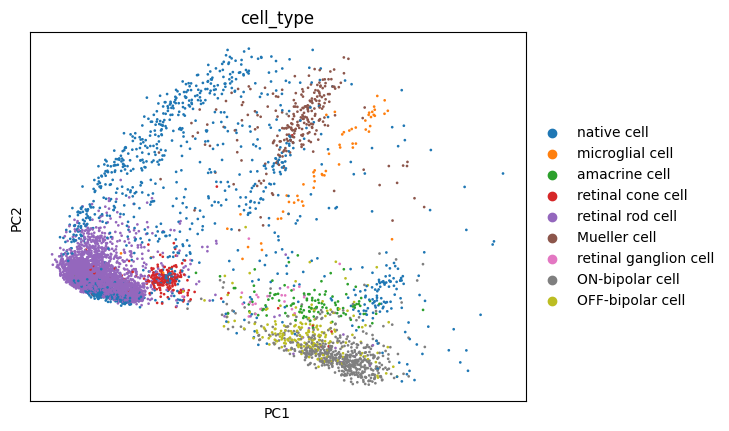 cell_type
PC2
PC1
native cell
microglial cell
amacrine cell
retinal cone cell
retinal rod cell
Mueller cell
retinal ganglion cell
ON-bipolar cell
OFF-bipolar cell